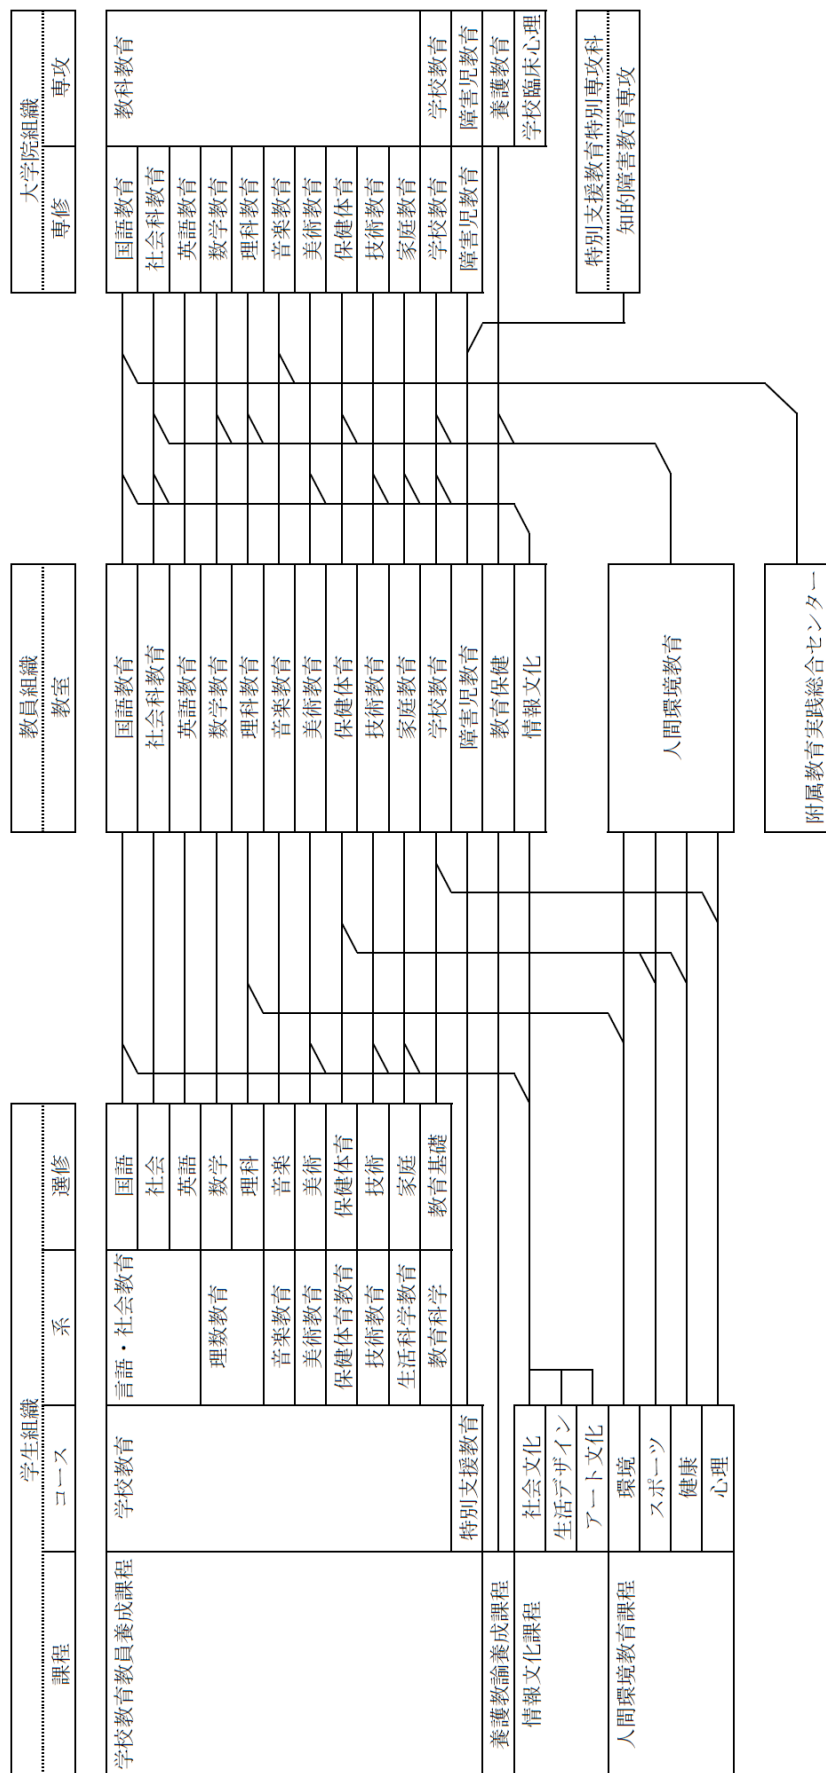 学生組織
課程
コース
系
選修
教員組織
教室
大学院組織
専修
専攻
学校教育教員養成課程
学校教育
言語・社会教育
国語
社会
英語
理数教育
数学
理科
音楽教育
音楽
美術教育
美術
保健体育教育
保健体育
技術教育
技術
生活科学教育
家庭
教育科学
教育基礎
特別支援教育
養護教諭養成課程
情報文化課程
社会文化
生活デザイン
アート文化
人間環境教育課程
環境
スポーツ
健康
心理
国語教育
社会科教育
英語教育
数学教育
理科教育
音楽教育
美術教育
保健体育
技術教育
家庭教育
学校教育
障害児教育
教育保健
情報文化
人間環境教育
附属教育実践総合センター
国語教育
社会科教育
英語教育
数学教育
理科教育
音楽教育
美術教育
保健体育
技術教育
家庭教育
学校教育
障害児教育
教科教育
学校教育
障害児教育
養護教育
学校臨床心理
特別支援教育特別専攻科
知的障害教育専攻